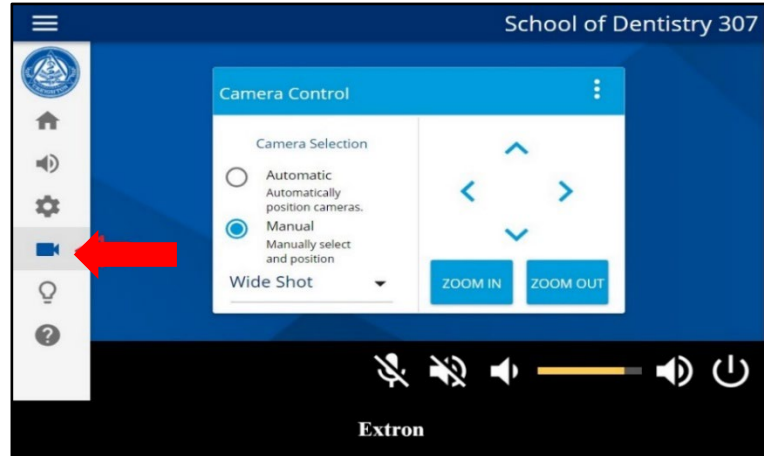 School of Dentistry 307
Camera Control
Camera Selection
Automatic
Automatically
position cameras.
Manual
Manually select
and position
Wide Shot
ZOOM IN
ZOOM OUT
Extron